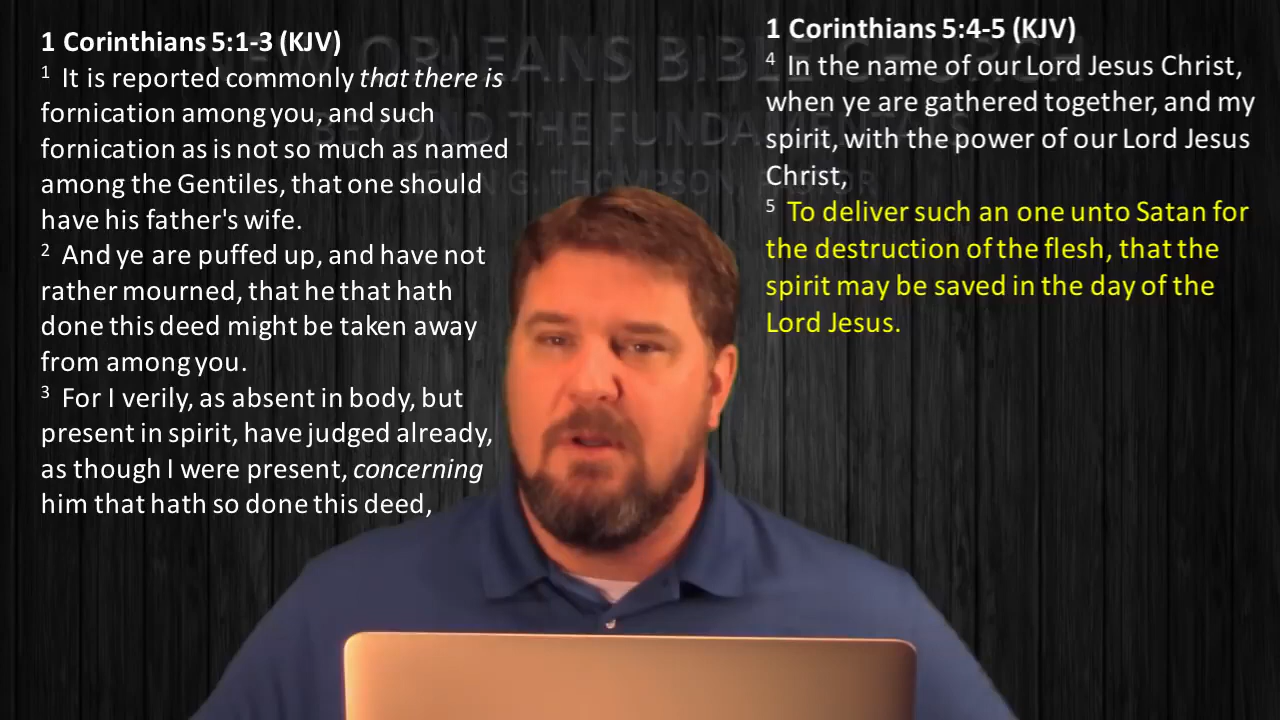 1 Corinthians 5:1-3 (KJV)
1 It is reported commonly that there is
fornication among you, and such
fornication as is not so much as named
among the Gentiles, that one should
have his father's wife.
2 And ye are puffed up, and have not
rather mourned, that he that hath
done this deed might be taken away
from among you.
3 For I verily, as absent in body, but
present in spirit, have judged already,
as though I were present, concerning
him that hath so done this deed,
1 Corinthians 5:4-5 (KJV)
4 In the name of our Lord Jesus Christ,
when ye are gathered together, and my
spirit, with the power of our Lord Jesus
Christ,
5 To deliver such an one unto Satan for
the destruction of the flesh, that the
spirit may be saved in the day of the
Lord Jesus.
ORLEANS BIBLE
BEYOND THE FUNDA
G. THOMPSON